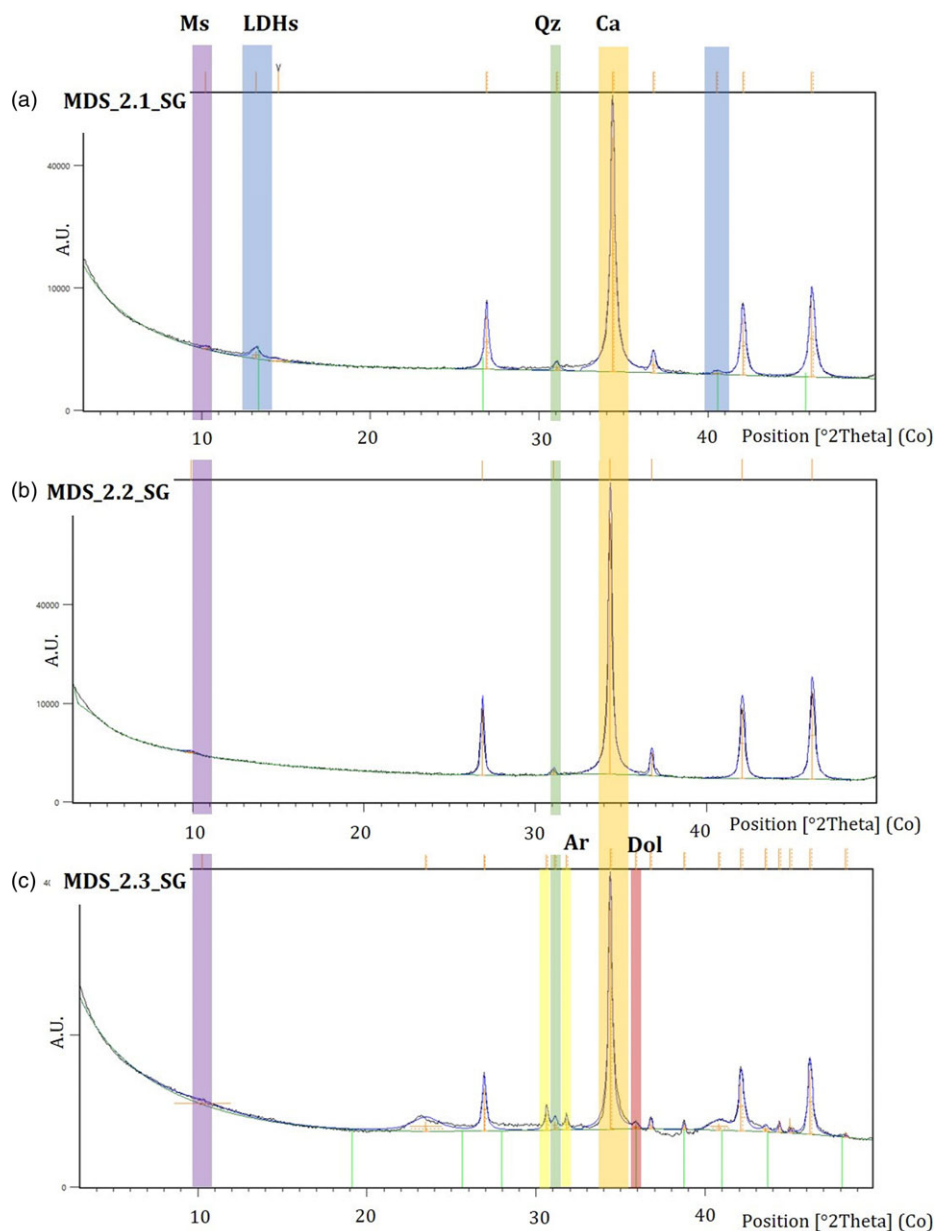 Ms LDHs Qz Ca
(a) MDS_2.1_SG
40000
A.U.
10000
0
10 20 30 40 Position [°2Theta] (Co)
(b) MDS_2.2_SG
40000
A.U.
10000
0
10 20 30 40 Position [°2Theta] (Co)
Ar Dol
(c) MDS_2.3_SG
A.U.
0
10 20 30 40
Position [°2Theta] (Co)